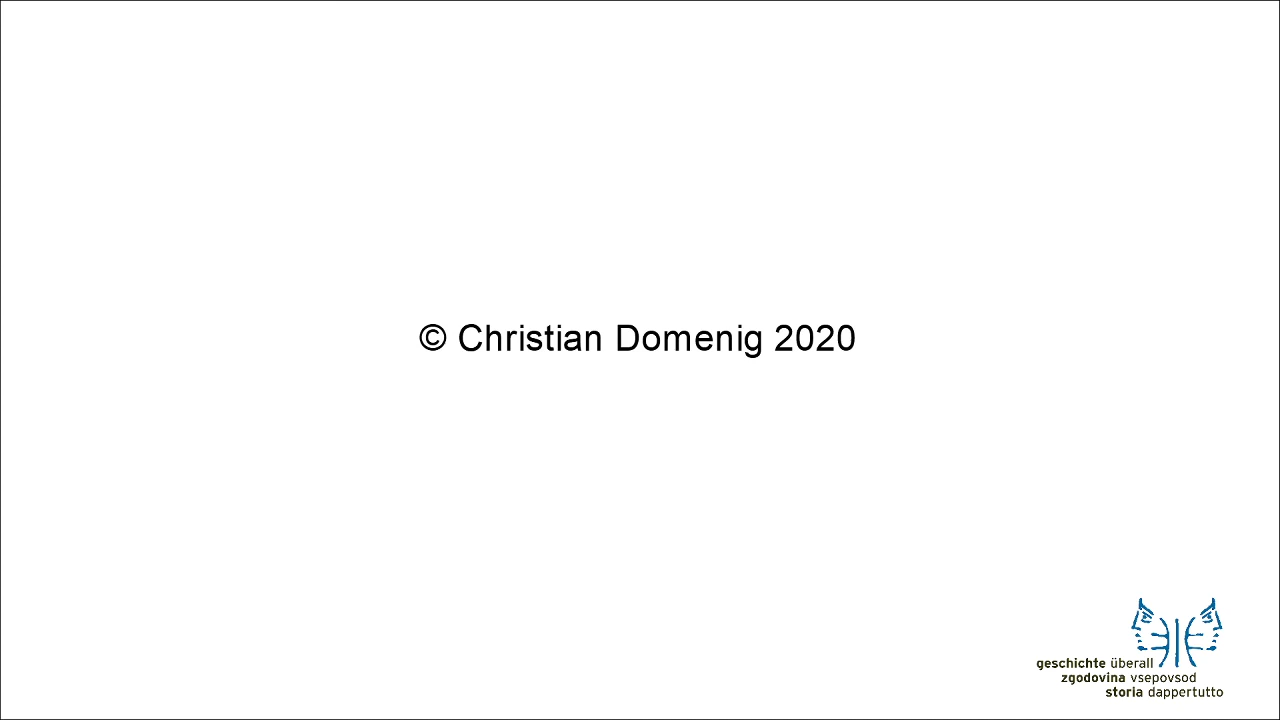 © Christian Domenig 2020
geschichte überall
zgodovina vsepovsod
storia dappertutto